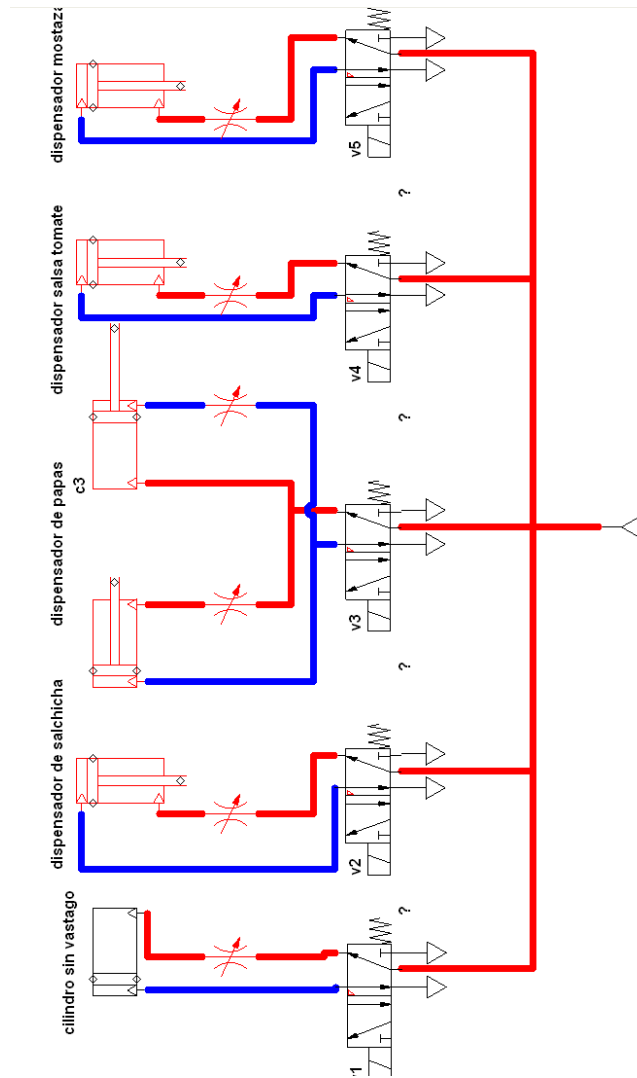 dispensador mostaza
v5
?
dispensador salsa tomate
v4
?
c3
dispensador de papas
v3
?
dispensador de salchicha
v2
?
cilindro sin vastago